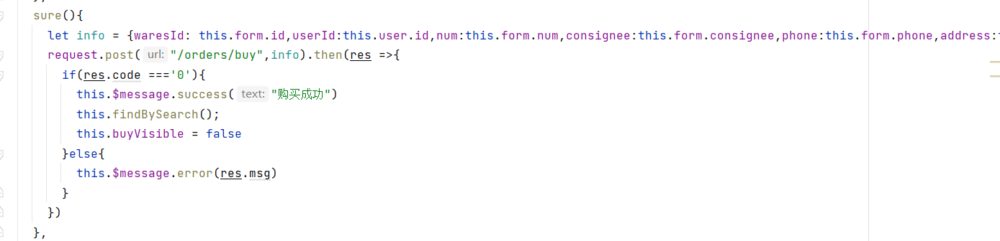 sure(){
let info = {waresId: this.form.id,userId:this.user.id,num:this.form.num,consignee:this.form.consignee,phone:this.form.phone,address:
request.post( url: "/orders/buy",info).then(res =>{
if(res.code ==='0'){
this.$message.success( text: "购买成功")
this.findBySearch();
this.buyVisible = false
}else{
this.$message.error(res.msg)
}
})
},